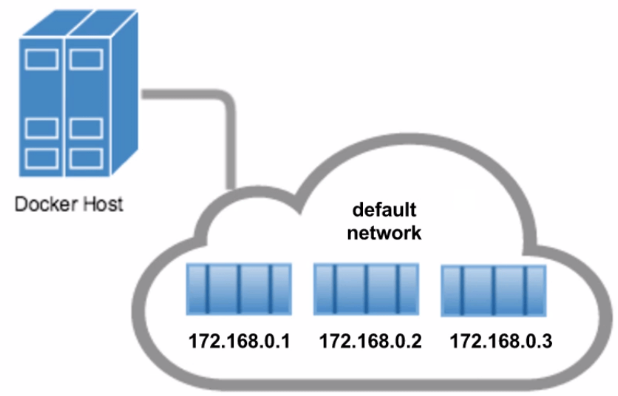 Docker Host
default
network
172.168.0.1
172.168.0.2
172.168.0.3